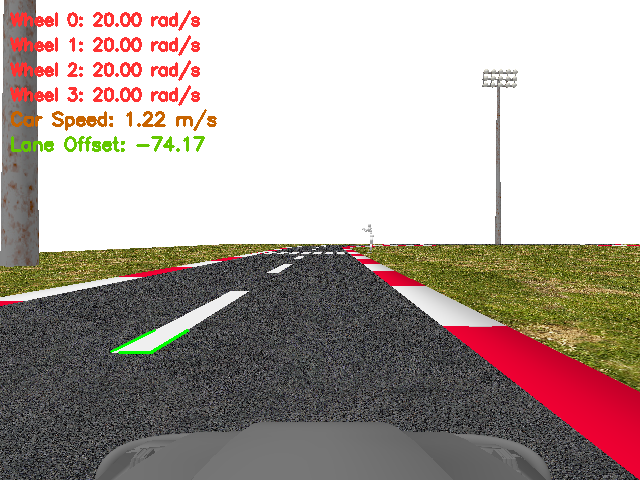 Wheel 0: 20.00 rad/s
Wheel 1: 20.00 rad/s
Wheel 2: 20.00 rad/s
Wheel 3: 20.00 rad/s
Car Speed: 1.22 m/s
Lane Offset: -74.17